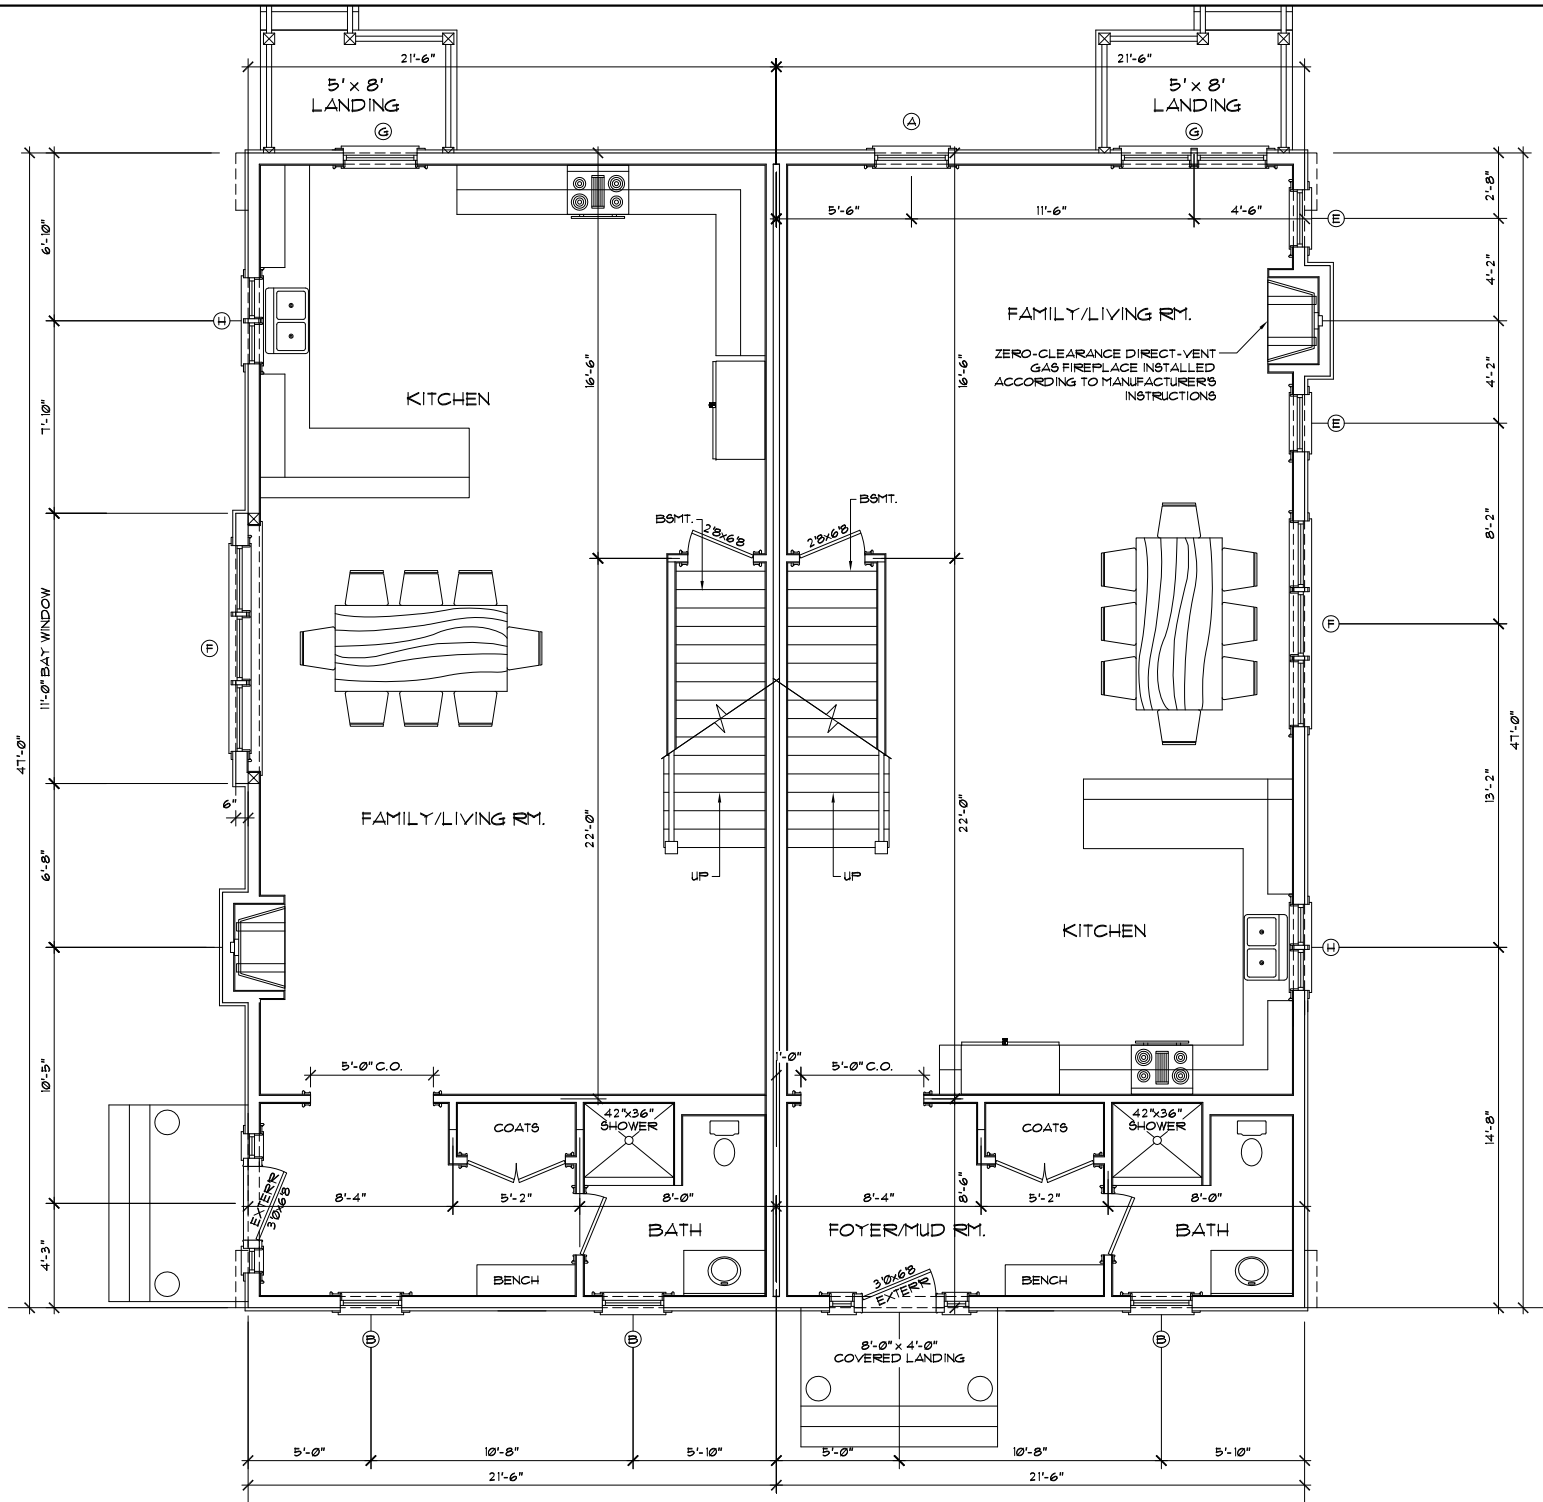 21'-6"
21'-6"
5' x 8'
LANDING
5' x 8'
LANDING
G
A
G
5'-6"
11'-6"
4'-6"
E
2'-8"
6'-10"
4'-2"
H
FAMILY/LIVING RM.
ZERO-CLEARANCE DIRECT-VENT
GAS FIREPLACE INSTALLED
ACCORDING TO MANUFACTURER'S
INSTRUCTIONS
16'-6"
16'-6"
4'-2"
KITCHEN
7'-10"
E
BSMT.
BSMT.
2'8x6'8
2'8x6'8
8'-2"
11'-0" BAY WINDOW
F
F
47'-0"
47'-0"
13'-2"
6"
FAMILY/LIVING RM.
22'-0"
22'-0"
6'-8"
UP
UP
KITCHEN
H
10'-5"
5'-0" C.O.
1'-0"
5'-0" C.O.
COATS
42"x36"
SHOWER
COATS
42"x36"
SHOWER
14'-8"
EXTERR
3'0x6'8
8'-4"
5'-2"
8'-0"
8'-4"
8'-6"
5'-2"
8'-0"
BATH
FOYER/MUD RM.
BATH
4'-3"
BENCH
3'0x6'8
EXTERR
BENCH
B
B
B
8'-0" x 4'-0"
COVERED LANDING
5'-0"
10'-8"
5'-10"
5'-0"
10'-8"
5'-10"
21'-6"
21'-6"